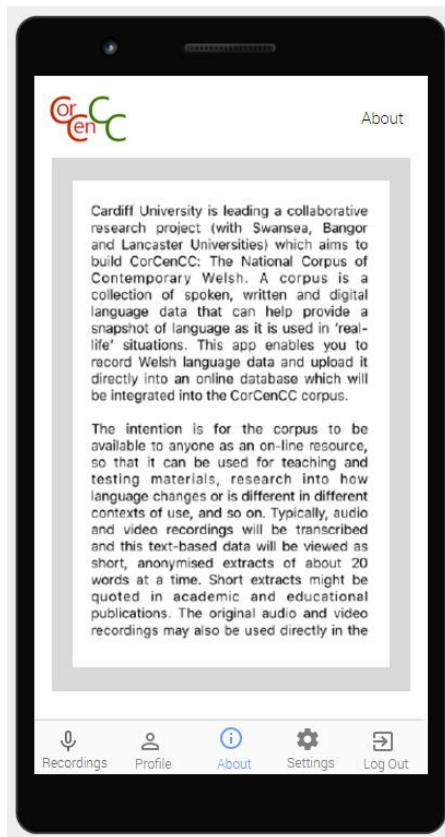 CorCenCC
About
Cardiff University is leading a collaborative
research project (with Swansea, Bangor
and Lancaster Universities) which aims to
build CorCenCC: The National Corpus of
Contemporary Welsh. A corpus is a
collection of spoken, written and digital
language data that can help provide a
snapshot of language as it is used in ‘real-
life’ situations. This app enables you to
record Welsh language data and upload it
directly into an online database which will
be integrated into the CorCenCC corpus.
The intention is for the corpus to be
available to anyone as an on-line resource,
so that it can be used for teaching and
testing materials, research into how
language changes or is different in different
contexts of use, and so on. Typically, audio
and video recordings will be transcribed
and this text-based data will be viewed as
short, anonymised extracts of about 20
words at a time. Short extracts might be
quoted in academic and educational
publications. The original audio and video
recordings may also be used directly in the
Recordings Profile About Settings Log Out